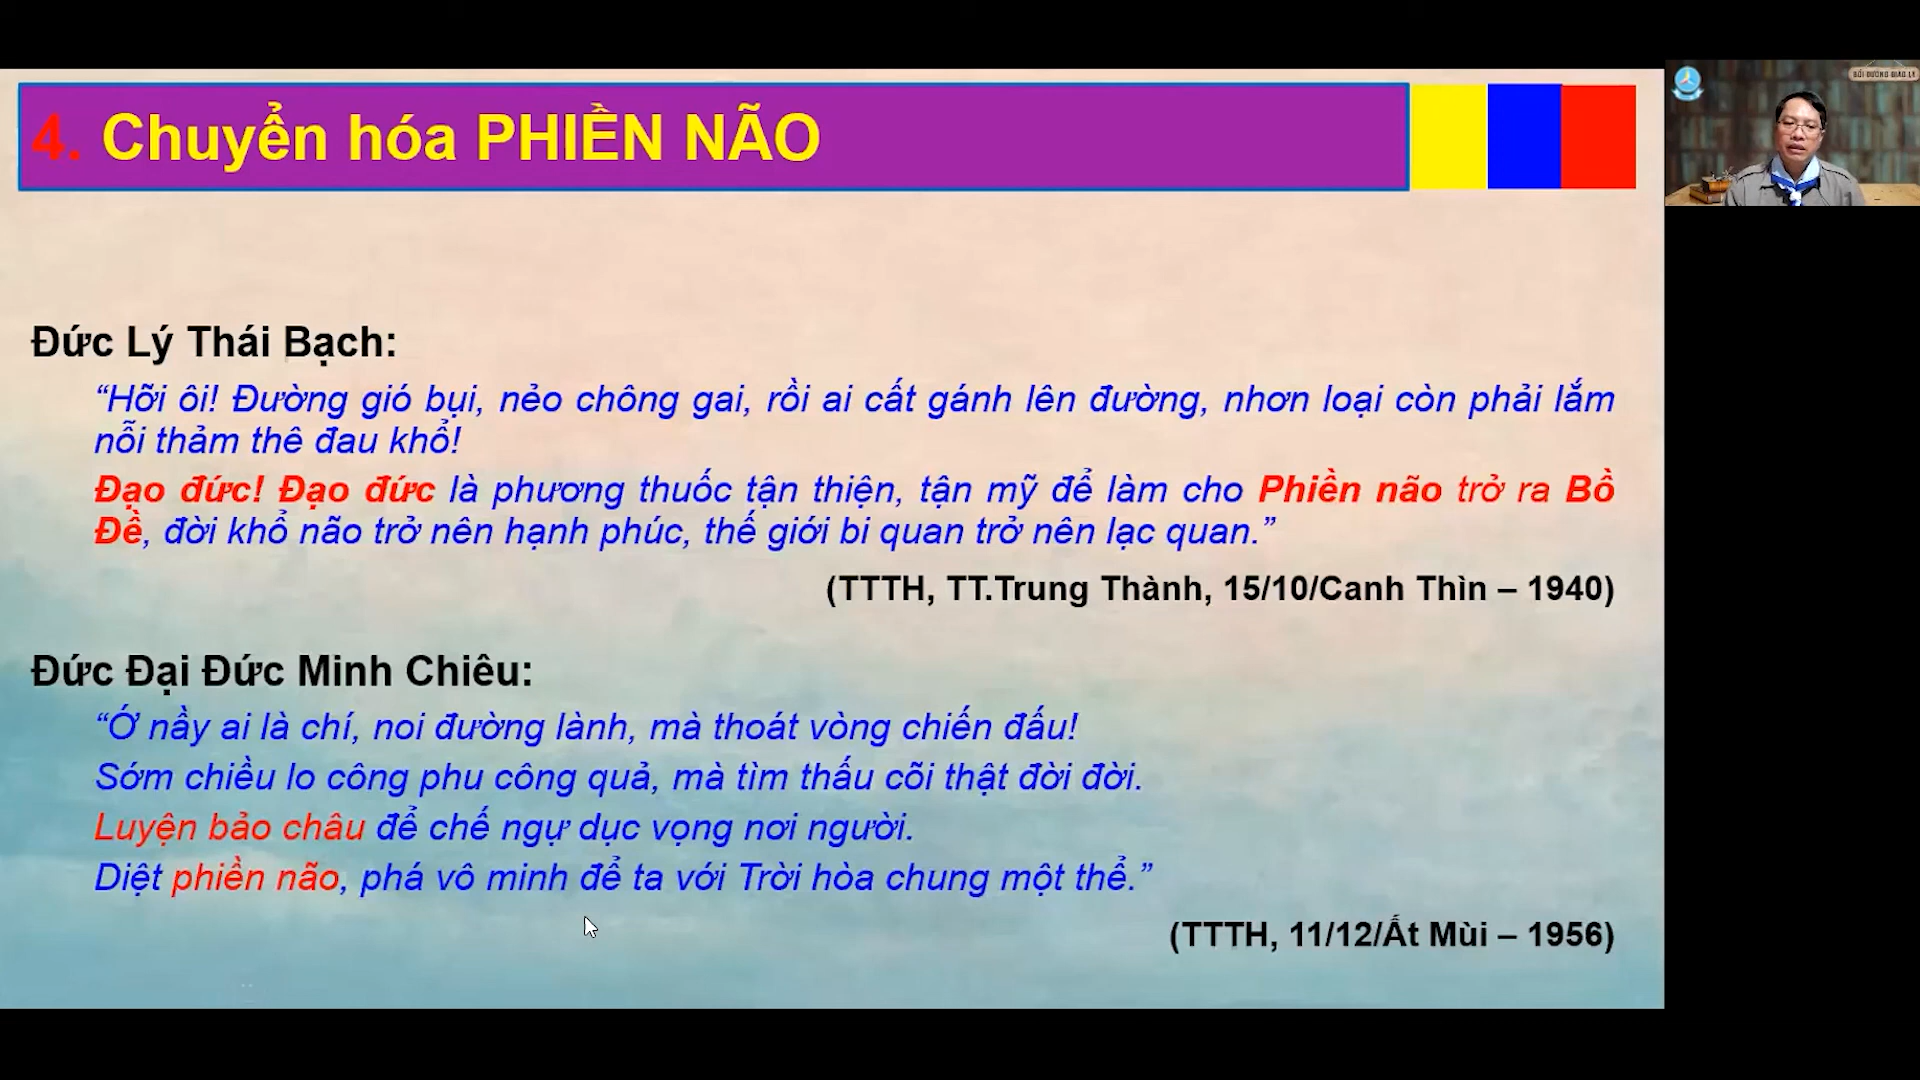 4. Chuyển hóa PHIỀN NÃO
BỒI DƯỠNG GIÁO LÝ
Đức Lý Thái Bạch:
“Hỡi ôi! Đường gió bụi, nẻo chông gai, rồi ai cất gánh lên đường, nhơn loại còn phải lắm
nỗi thảm thê đau khổ!
Đạo đức! Đạo đức là phương thuốc tận thiện, tận mỹ để làm cho Phiền não trở ra Bồ
Đề, đời khổ não trở nên hạnh phúc, thế giới bi quan trở nên lạc quan.”
(TTTH, TT.Trung Thành, 15/10/Canh Thìn – 1940)
Đức Đại Đức Minh Chiêu:
“Ớ nầy ai là chí, noi đường lành, mà thoát vòng chiến đấu!
Sớm chiều lo công phu công quả, mà tìm thấu cõi thật đời đời.
Luyện bảo châu để chế ngự dục vọng nơi người.
Diệt phiền não, phá vô minh để ta với Trời hòa chung một thể.”
(TTTH, 11/12/Ất Mùi – 1956)